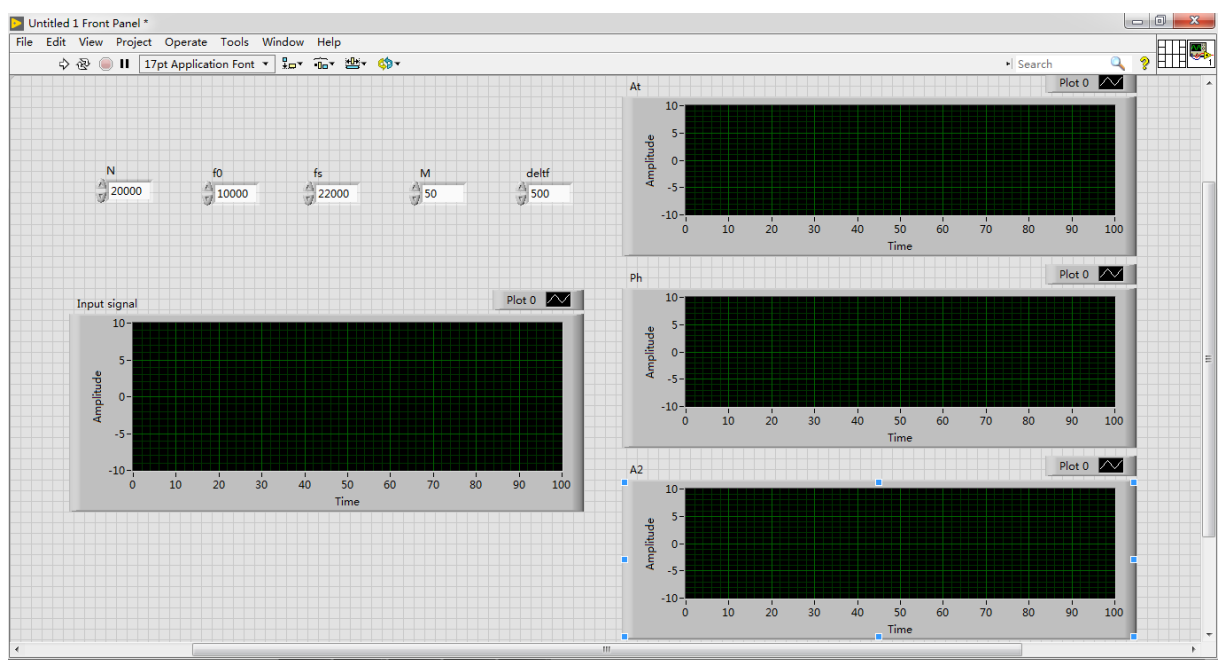 Untitled 1 Front Panel *
File Edit View Project Operate Tools Window Help
17pt Application Font
Search
1
N
20000
f0
10000
fs
22000
M
50
deltf
500
Input signal
Plot 0
Amplitude
10
5
0
-5
-10
0 10 20 30 40 50 60 70 80 90 100
Time
At
Plot 0
Amplitude
10
5
0
-5
-10
0 10 20 30 40 50 60 70 80 90 100
Time
Ph
Plot 0
Amplitude
10
5
0
-5
-10
0 10 20 30 40 50 60 70 80 90 100
Time
A2
Plot 0
Amplitude
10
5
0
-5
-10
0 10 20 30 40 50 60 70 80 90 100
Time